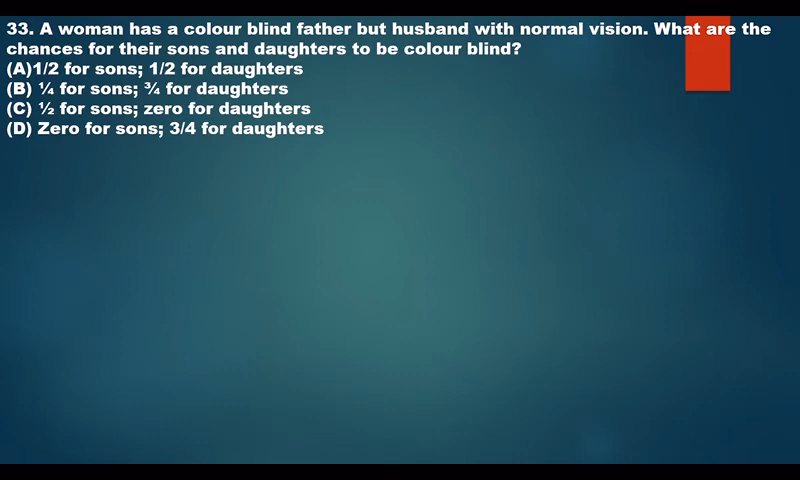 33. A woman has a colour blind father but husband with normal vision. What are the
chances for their sons and daughters to be colour blind?
(A)1/2 for sons; 1/2 for daughters
(B) ¼ for sons; ¾ for daughters
(C) ½ for sons; zero for daughters
(D) Zero for sons; 3/4 for daughters